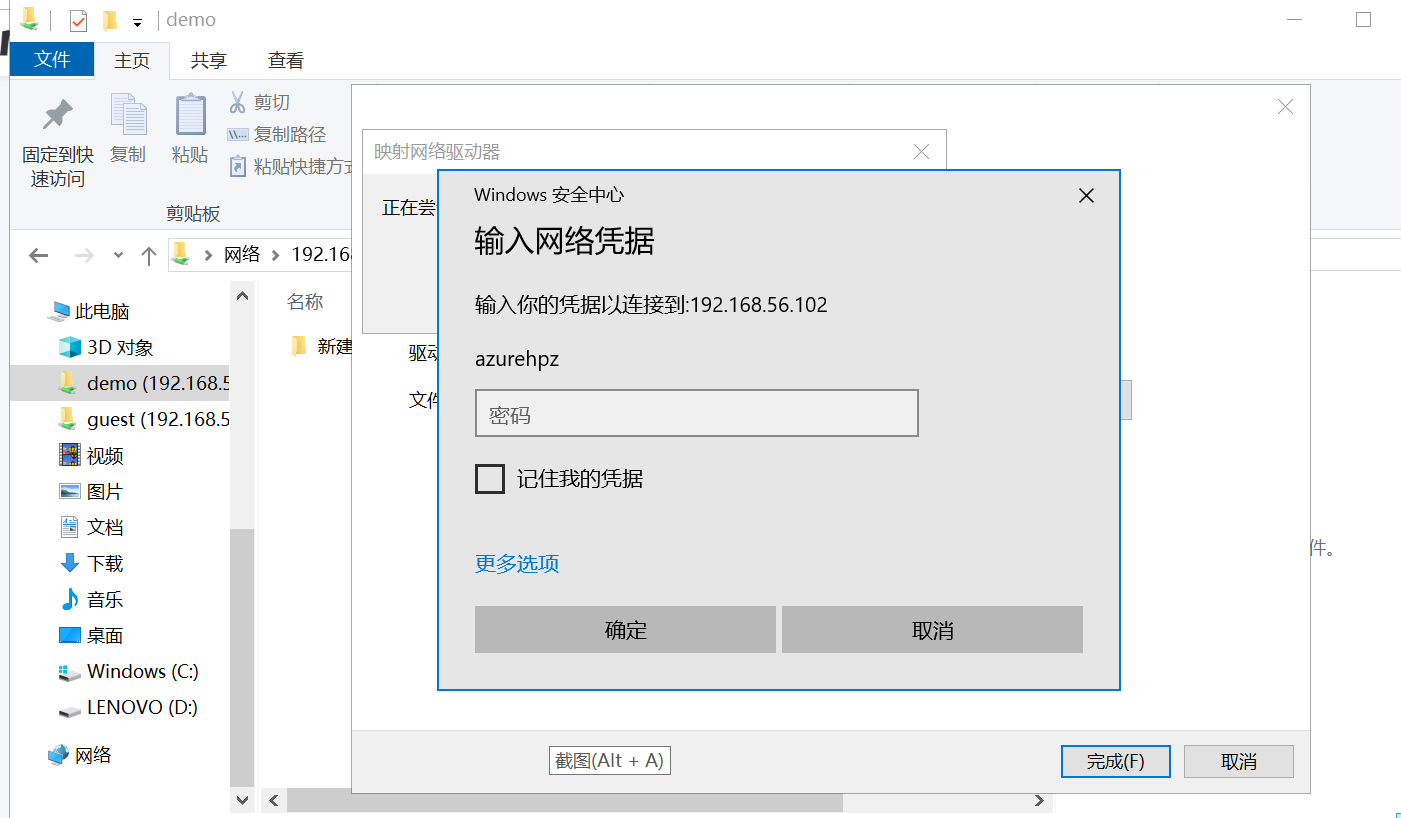 demo
文件
主页
共享
查看
固定到快
速访问
复制
粘贴
剪切
复制路径
粘贴快捷方式
剪贴板
网络
192.168
此电脑
3D 对象
demo (192.168.5
guest (192.168.5
视频
图片
文档
下载
音乐
桌面
Windows (C:)
LENOVO (D:)
网络
名称
新建
映射网络驱动器
正在尝
驱动
文件
Windows 安全中心
输入网络凭据
输入你的凭据以连接到:192.168.56.102
azurehpz
密码
记住我的凭据
更多选项
确定
取消
件。
截图(Alt + A)
完成(F)
取消